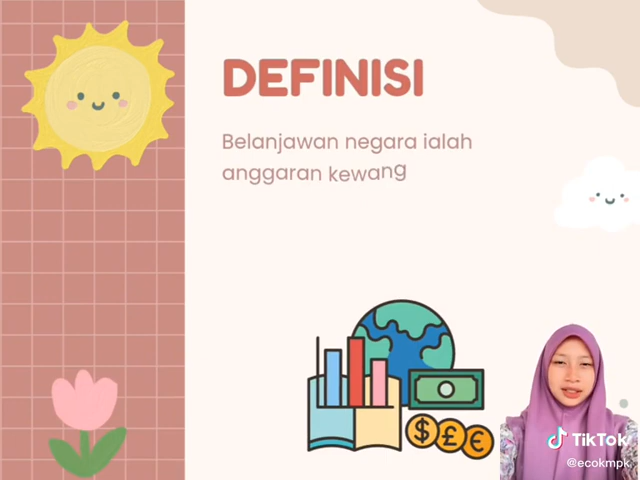 DEFINISI
Belanjawan negara ialah
anggaran kewang
$ £ €
TikTok
@ecokmpk